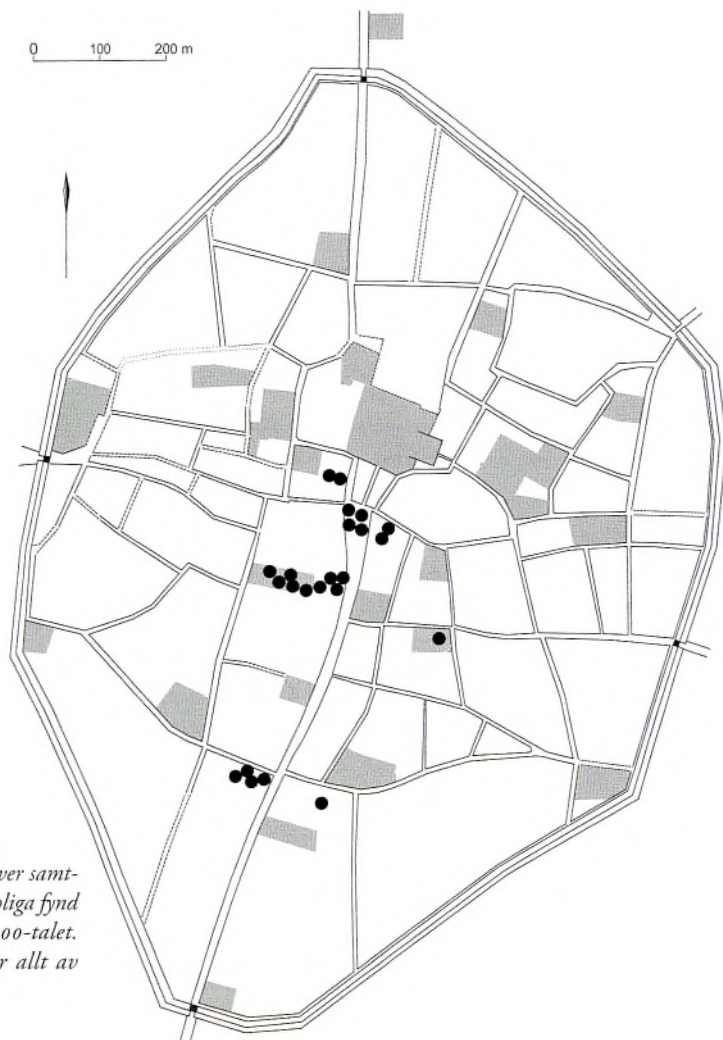 0 100 200 m
ver samt-
oliga fynd
00-talet.
r allt av